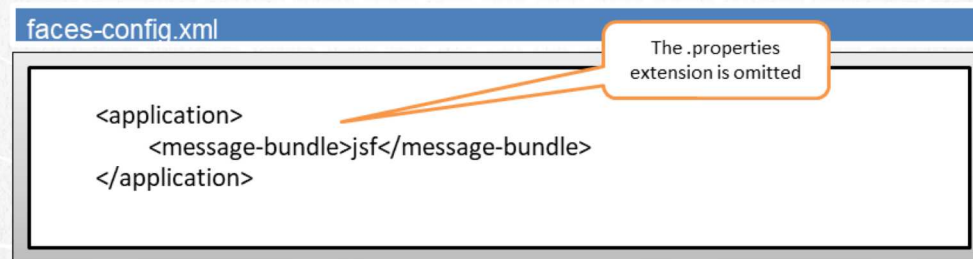 faces-config.xml
The .properties
extension is omitted
<application>
<message-bundle>jsf</message-bundle>
</application>